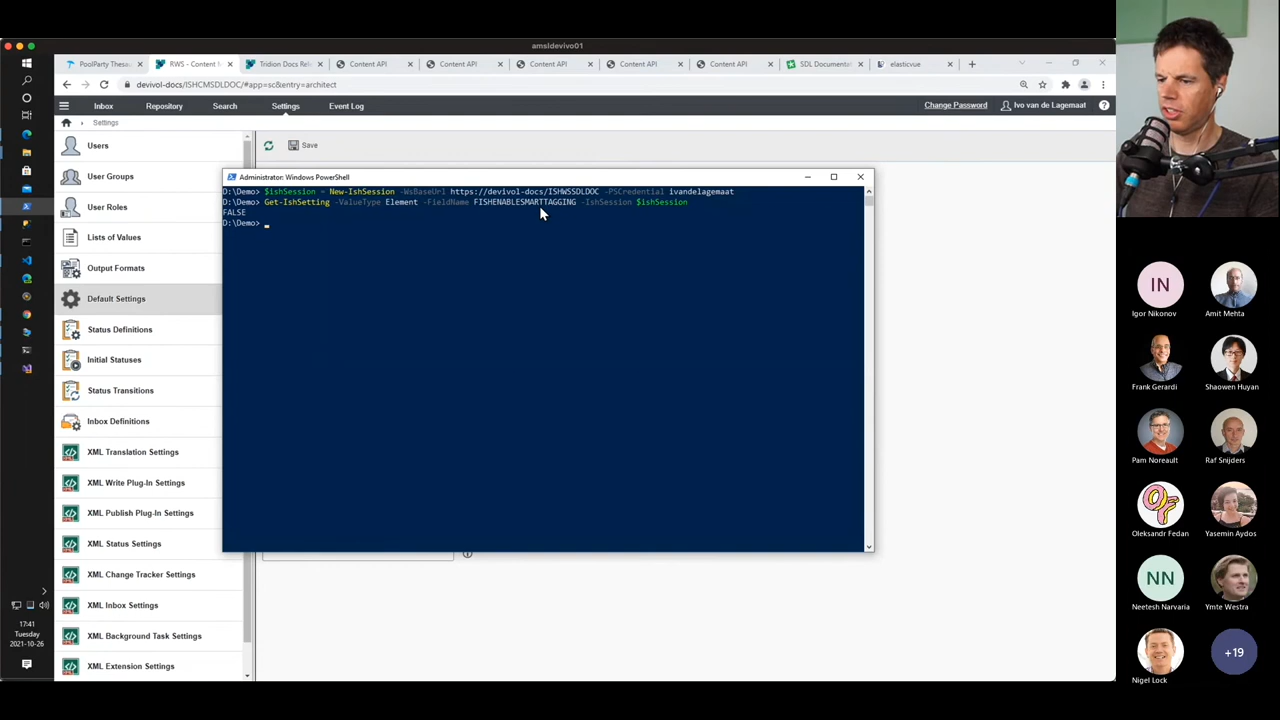 amsldevivo01
PoolParty Thesa
RWS - Content M
Tridion Docs Rele
Content API
Content API
Content API
Content API
Content API
SDL Documenta
elasticvue
devivol-docs/ISHCMSDLDOC/#app=sc&entry=architect
Inbox
Repository
Search
Settings
Event Log
Change Password
Ivo van de Lagemaat
Settings
Users
User Groups
User Roles
Lists of Values
Output Formats
Default Settings
Status Definitions
Initial Statuses
Status Transitions
Inbox Definitions
XML Translation Settings
XML Write Plug-In Settings
XML Publish Plug-In Settings
XML Status Settings
XML Change Tracker Settings
XML Inbox Settings
XML Background Task Settings
XML Extension Settings
Save
Administrator: Windows PowerShell
D:\Demo> $ishSession = New-IshSession -WsBaseUrl https://devivol-docs/ISHWSSDLDOC -PSCredential ivandelagemaat
D:\Demo> Get-IshSetting -ValueType Element -FieldName FISHENABLESMARTTAGGING -IshSession $ishSession
FALSE
D:\Demo>
17:41
Tuesday
2021-10-26
IN
Igor Nikonov
Amit Mehta
Frank Gerardi
Shaowen Huyan
Pam Noreault
Raf Snijders
Oleksandr Fedan
Yasemin Aydos
NN
Neetesh Narvaria
Ymte Westra
Nigel Lock
+19